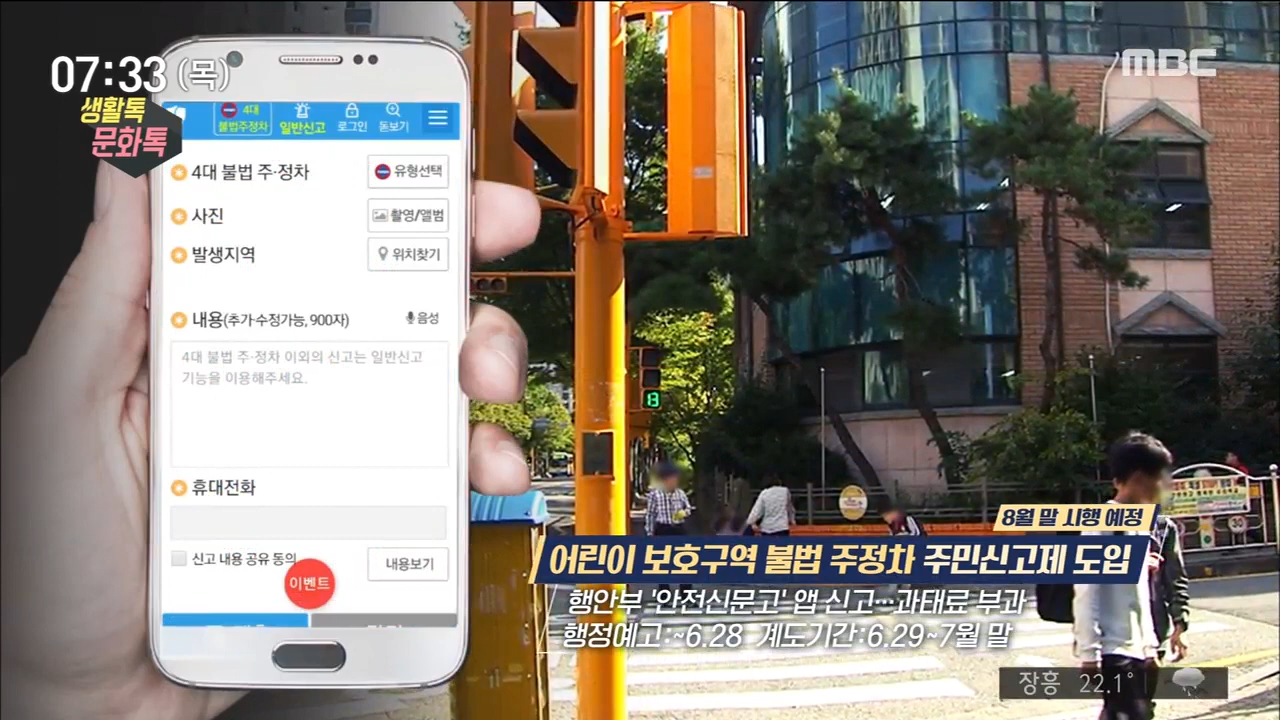 07:33 (목)
생활톡
문화톡
MBC
4대
불법주정차
일반신고
로그인
돋보기
4대 불법 주·정차
유형선택
사진
촬영/앨범
발생지역
위치찾기
내용(추가·수정가능, 900자)
음성
4대 불법 주·정차 이외의 신고는 일반신고
기능을 이용해주세요.
휴대전화
신고 내용 공유 동의
내용보기
이벤트
13
30
8월 말 시행 예정
어린이 보호구역 불법 주정차 주민신고제 도입
행안부 '안전신문고' 앱 신고…과태료 부과
행정예고:~6.28 계도기간:6.29~7월 말
장흥 22.1°